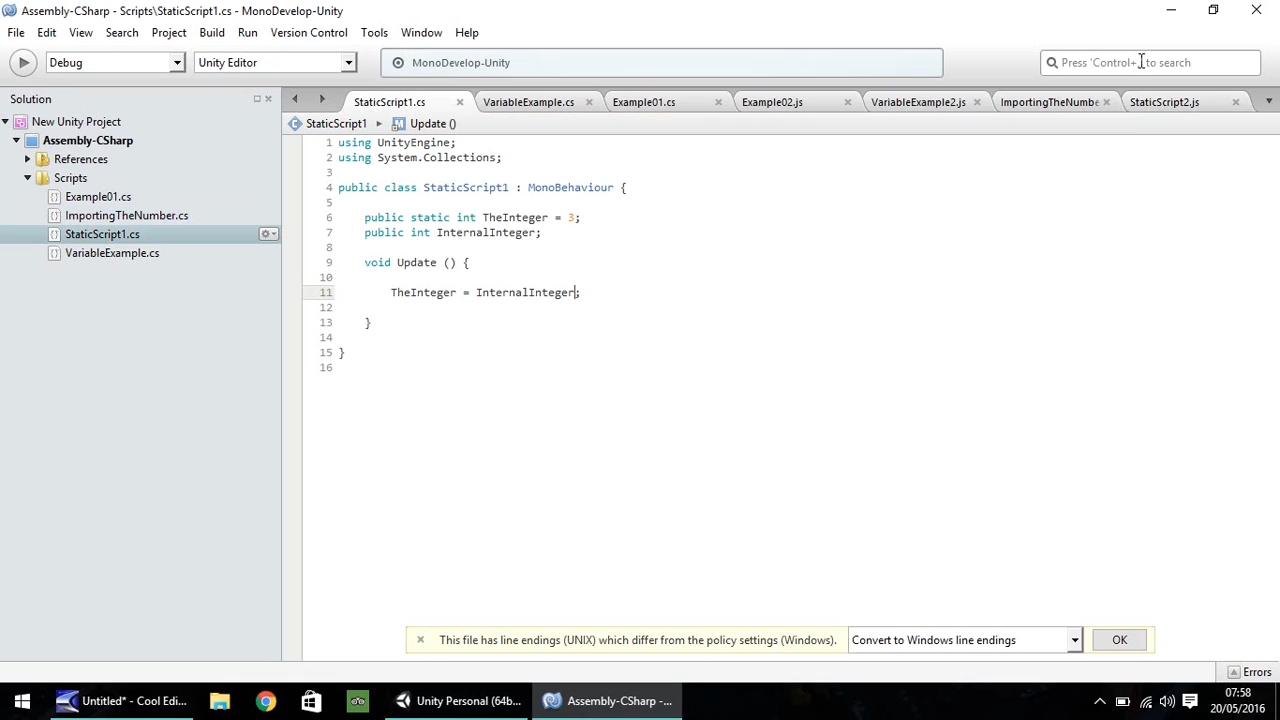 Assembly-CSharp - Scripts\StaticScript1.cs - MonoDevelop-Unity
File Edit View Search Project Build Run Version Control Tools Window Help
Debug Unity Editor MonoDevelop-Unity Press 'Control+, to search
Solution StaticScript1.cs VariableExample.cs Example01.cs Example02.js VariableExample2.js ImportingTheNumbe StaticScript2.js
New Unity Project StaticScript1 Update ()
Assembly-CSharp
References
Scripts
Example01.cs
ImportingTheNumber.cs
StaticScript1.cs
VariableExample.cs
1 using UnityEngine;
2 using System.Collections;
3
4 public class StaticScript1 : MonoBehaviour {
5
6 public static int TheInteger = 3;
7 public int InternalInteger;
8
9 void Update () {
10
11 TheInteger = InternalInteger;
12
13 }
14
15 }
16
This file has line endings (UNIX) which differ from the policy settings (Windows). Convert to Windows line endings OK
Errors
Untitled* - Cool Edi... Unity Personal (64b... Assembly-CSharp -... 07:58
20/05/2016